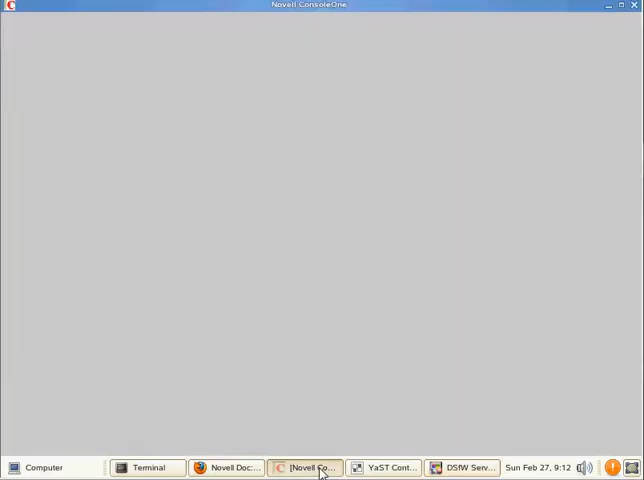 Novell ConsoleOne
Computer
Terminal
Novell Doc:...
[Novell Co...
YaST Cont...
DSfW Serv...
Sun Feb 27, 9:12